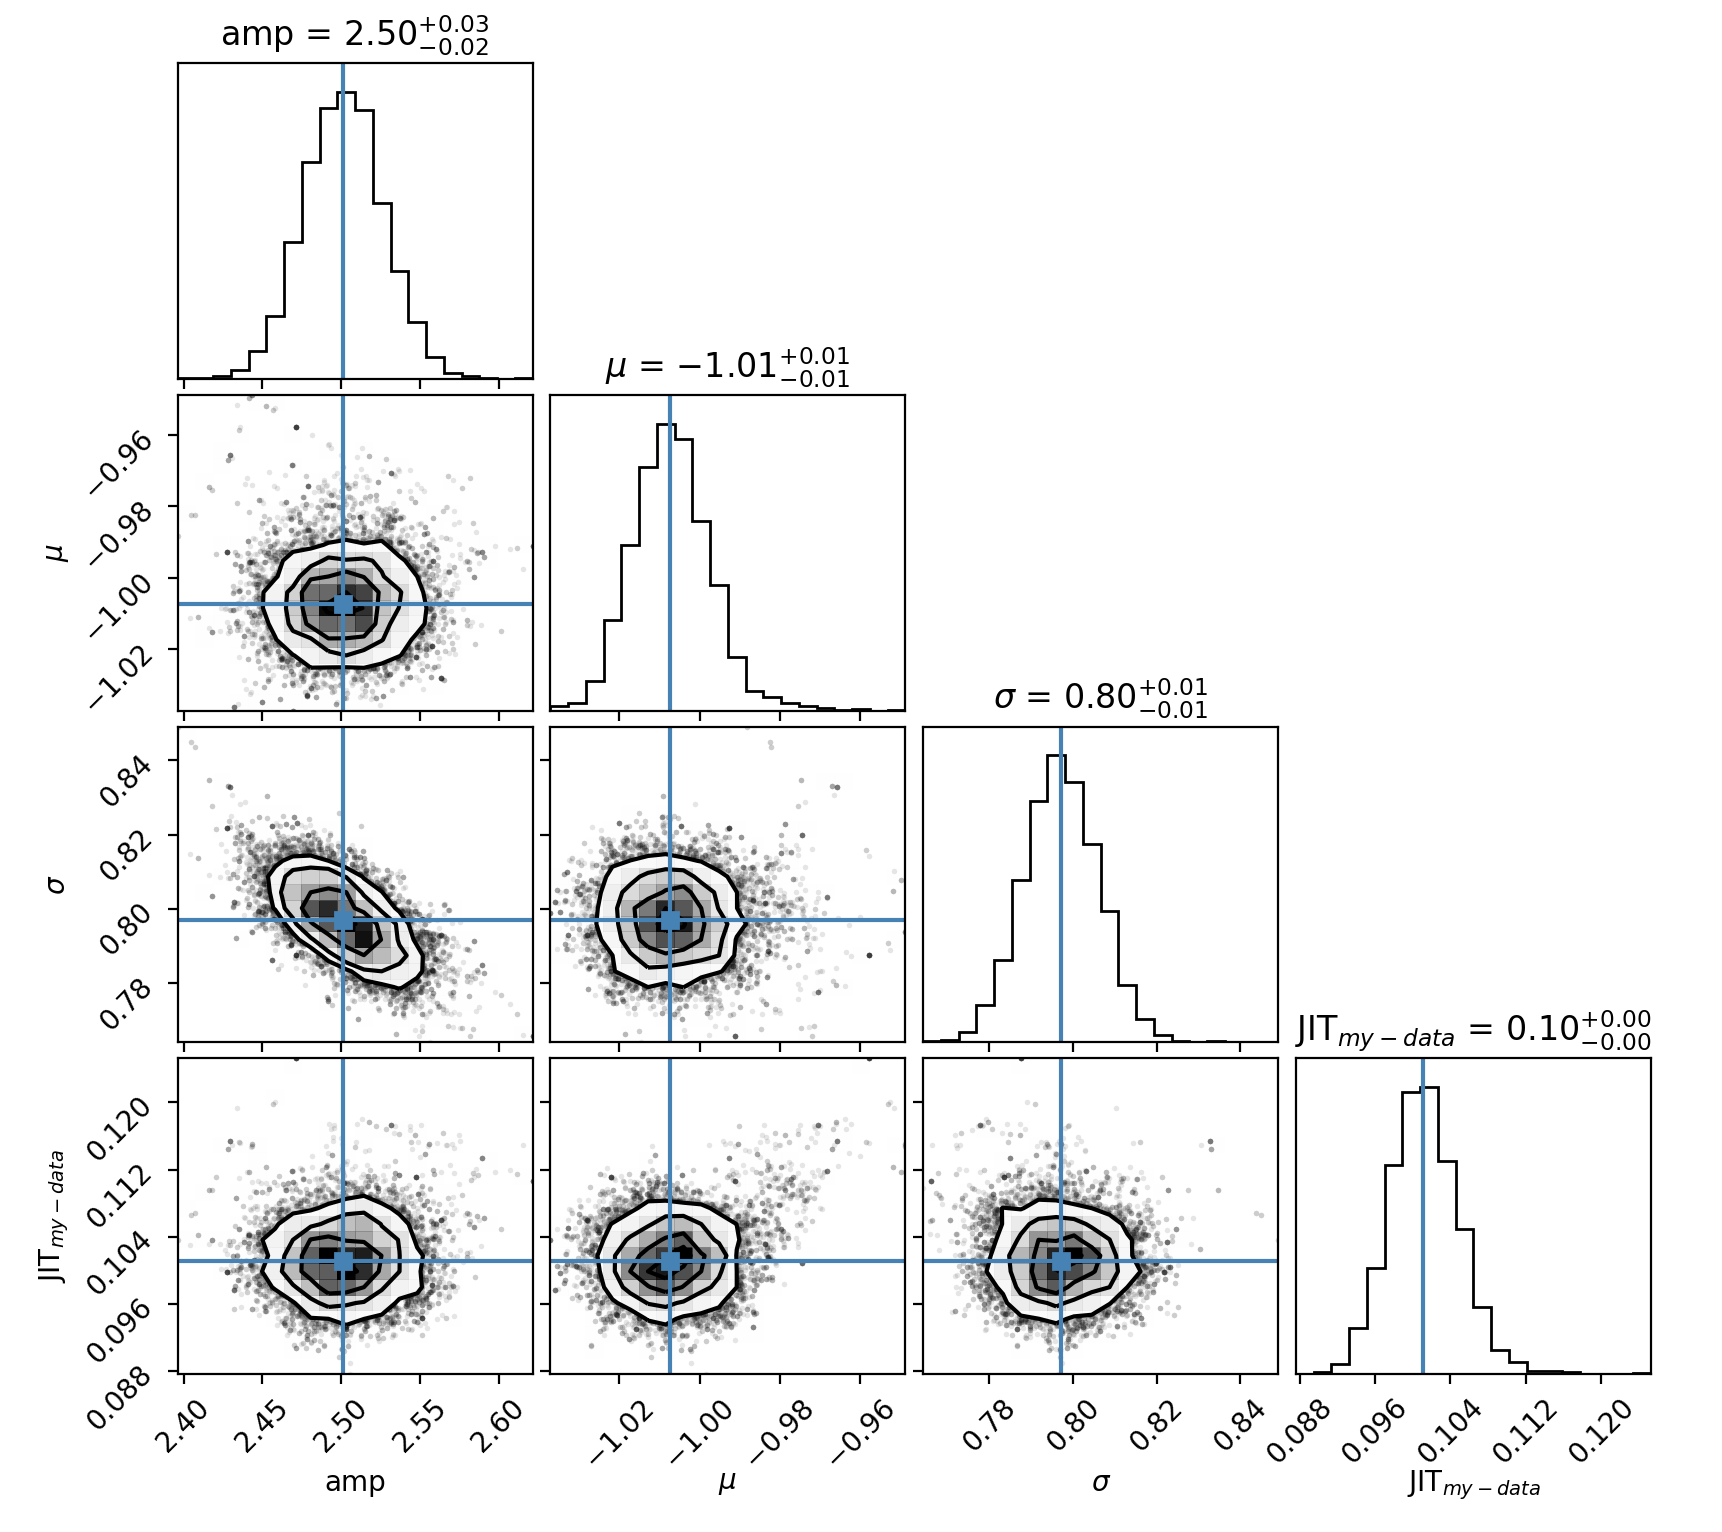 amp = 2.50+0.03−0.02
μ = −1.01+0.01−0.01
σ = 0.80+0.01−0.01
JITmy−data = 0.10+0.00−0.00
μ
−0.96
−0.98
−1.00
−1.02
σ
0.84
0.82
0.80
0.78
JITmy−data
0.120
0.112
0.104
0.096
0.088
2.40 2.45 2.50 2.55 2.60
−1.02 −1.00 −0.98 −0.96
0.78 0.80 0.82 0.84
0.088 0.096 0.104 0.112 0.120
amp
μ
σ
JITmy−data